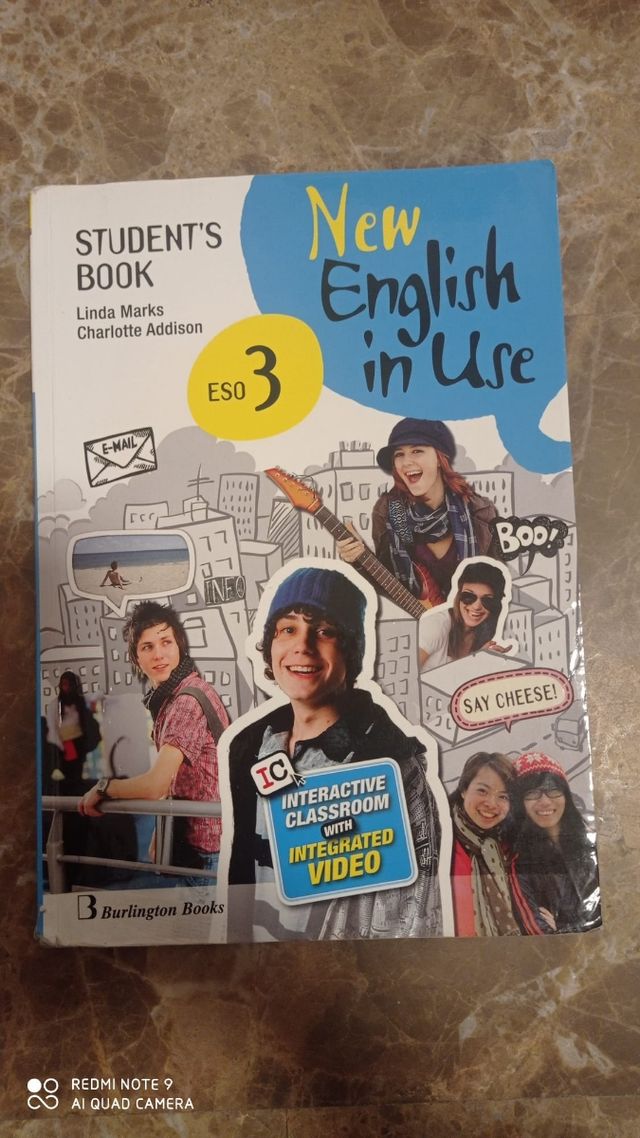 STUDENT'S
BOOK
Linda Marks
Charlotte Addison
New
English
in Use
ESO 3
E-MAIL
BOO!
INFO
SAY CHEESE!
IC
INTERACTIVE
CLASSROOM
WITH
INTEGRATED
VIDEO
B Burlington Books
REDMI NOTE 9
AI QUAD CAMERA